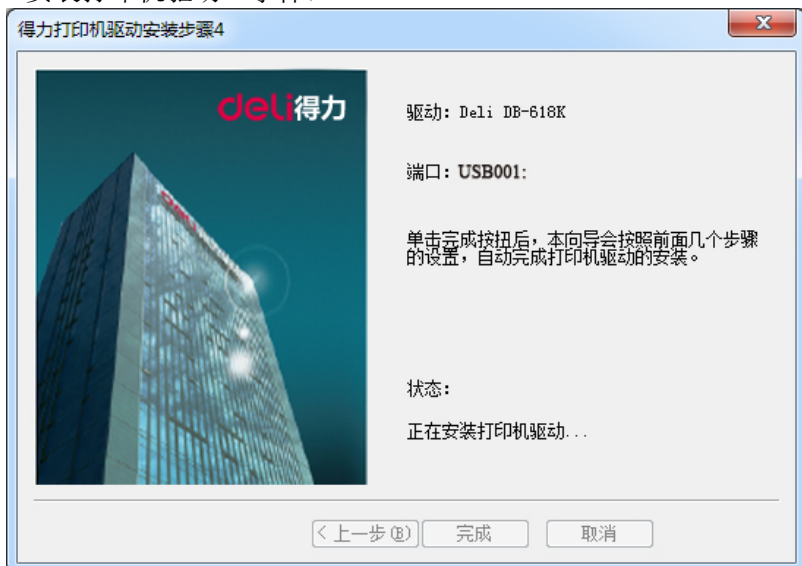 得力打印机驱动安装步骤4
deli得力
驱动: Deli DB-618K
端口: USB001:
单击完成按钮后，本向导会按照前面几个步骤
的设置，自动完成打印机驱动的安装。
状态:
正在安装打印机驱动...
<上一步(B)
完成
取消